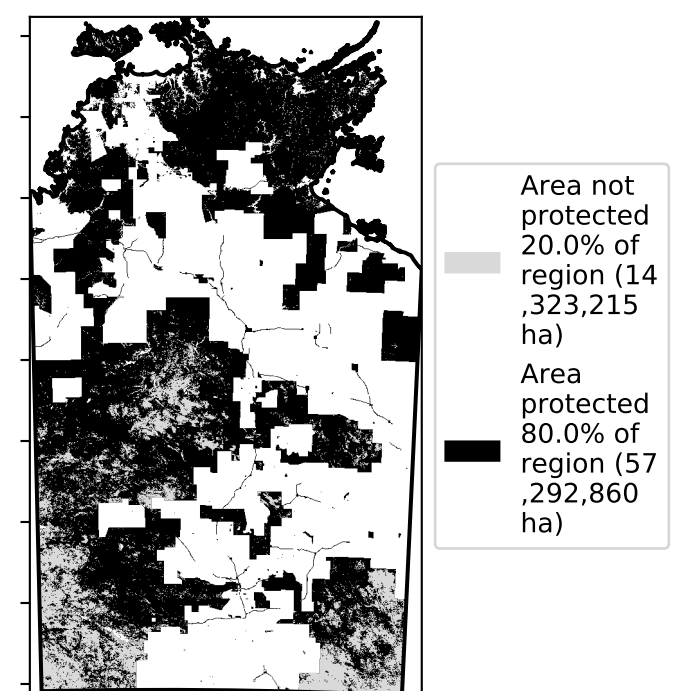 Area not
protected
20.0% of
region (14
,323,215
ha)
Area
protected
80.0% of
region (57
,292,860
ha)